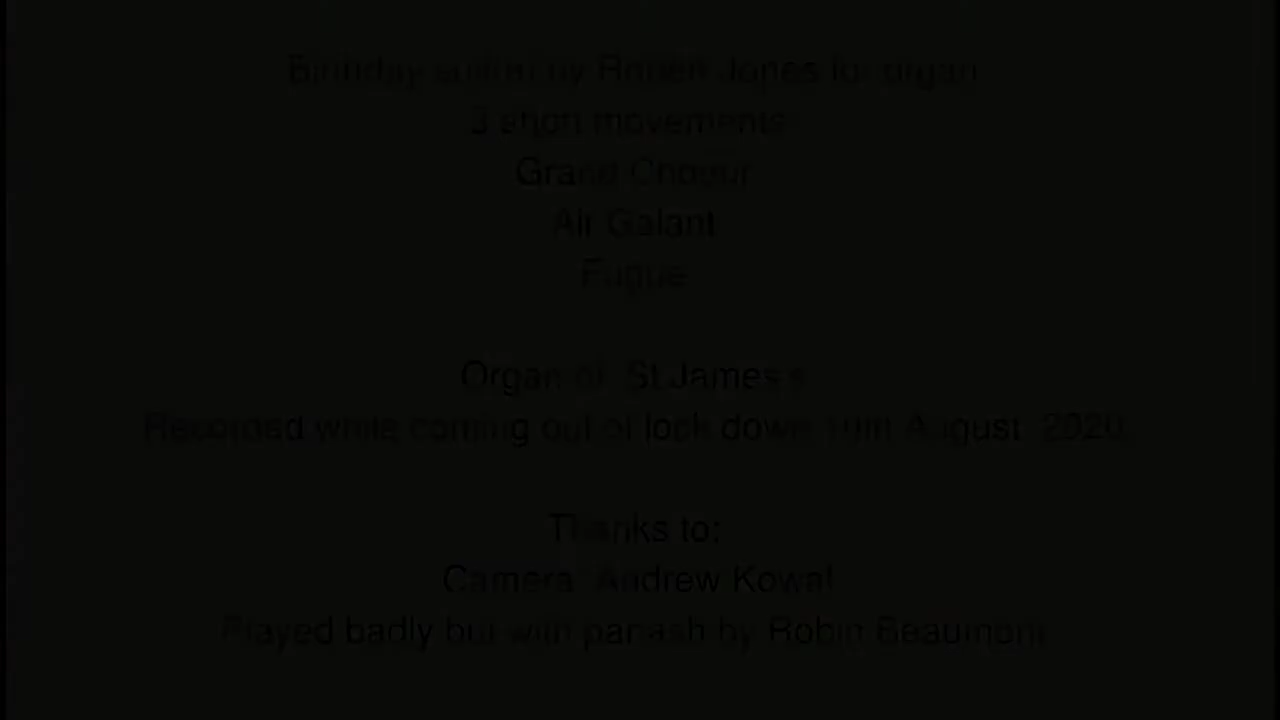 Birthday by Robert Jones for organ
3 short movements
Grand Choeur
Air Galant
Fugue
Organ of St.James's
Recorded while coming out of lock down August 2020
Thanks to:
Camera Andrew Kowal
Played badly but with panash by Robin Beaumont